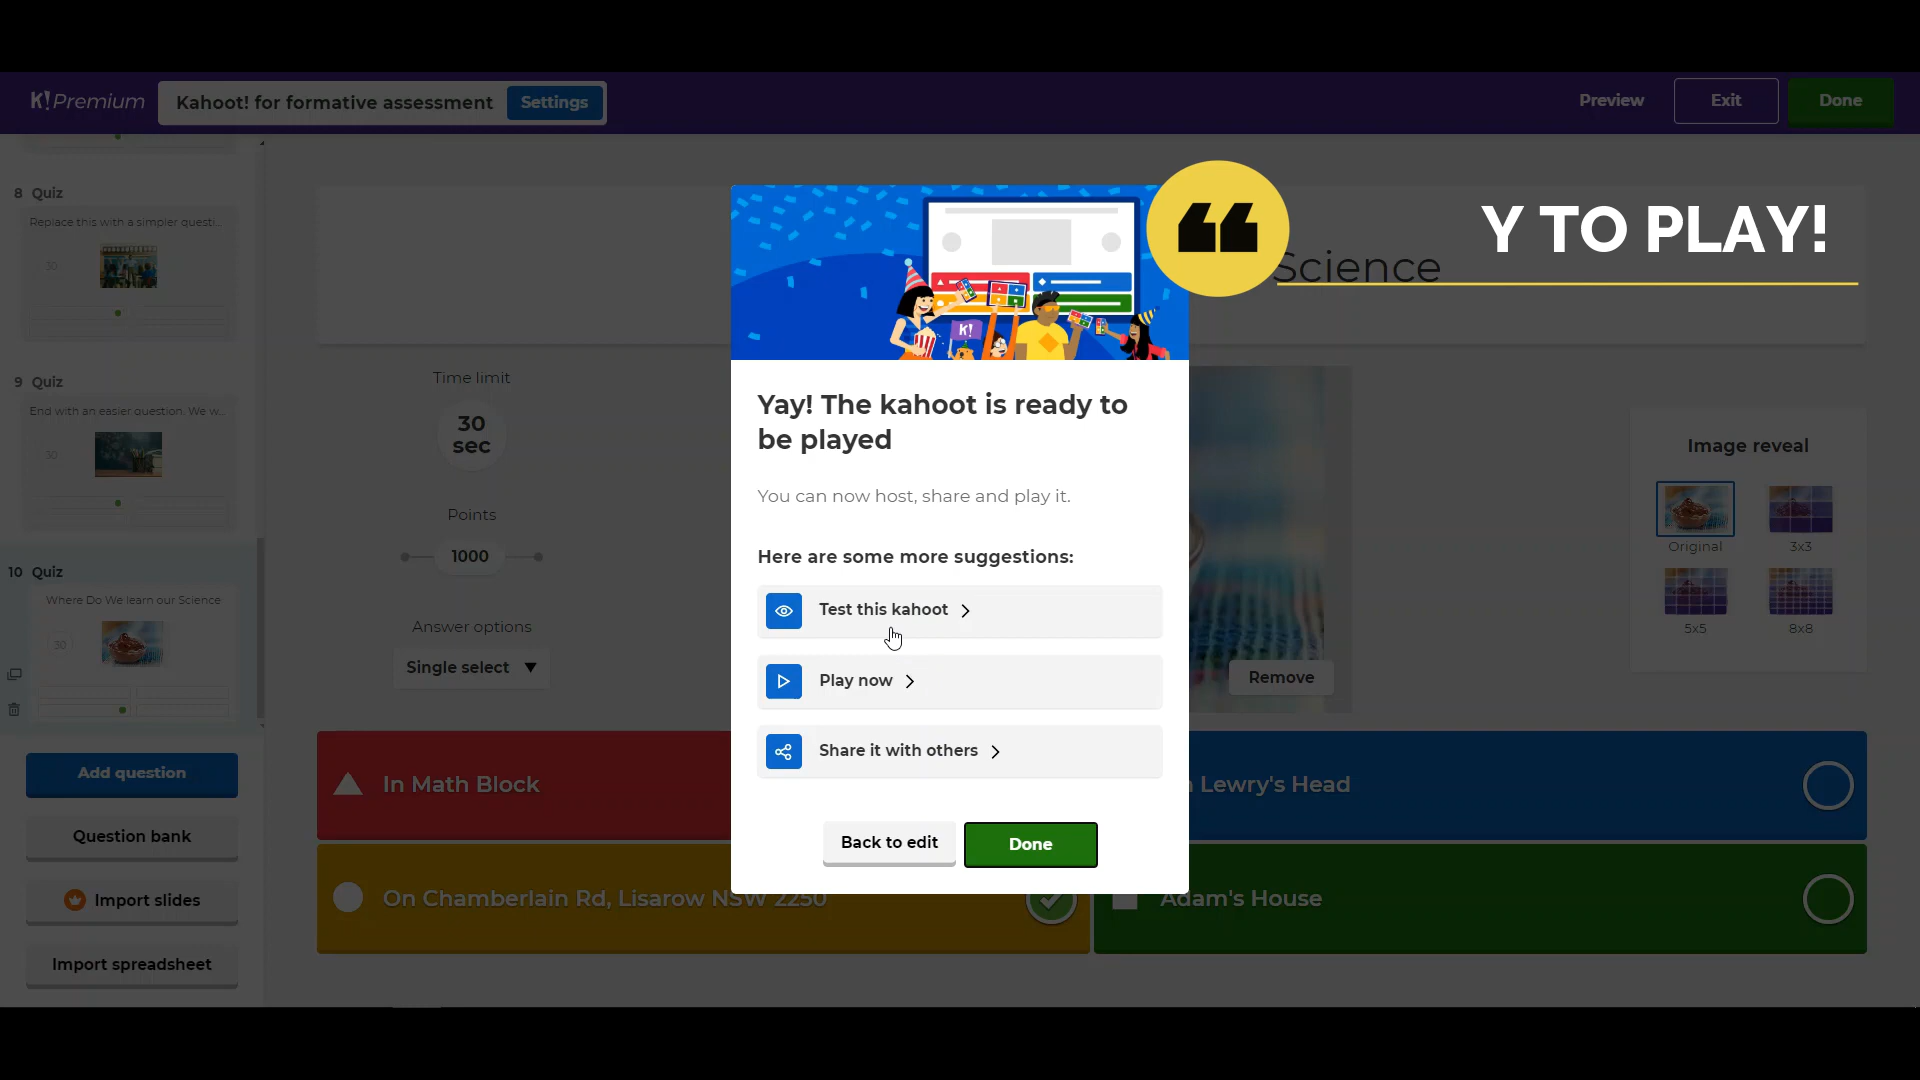 K! Premium
Kahoot! for formative assessment
Settings
Preview
Exit
Done
8 Quiz
Replace this with a simpler questi...
30
9 Quiz
End with an easier question. We w...
30
10 Quiz
Where Do We learn our Science
30
Add question
Question bank
Import slides
Import spreadsheet
Science
Time limit
30
sec
Points
1000
Answer options
Single select
Y TO PLAY!
K!
Yay! The kahoot is ready to
be played
You can now host, share and play it.
Here are some more suggestions:
Test this kahoot
Play now
Share it with others
Back to edit
Done
Remove
Image reveal
Original
3x3
5x5
8x8
In Math Block
Lewry's Head
On Chamberlain Rd, Lisarow NSW 2250
Adam's House